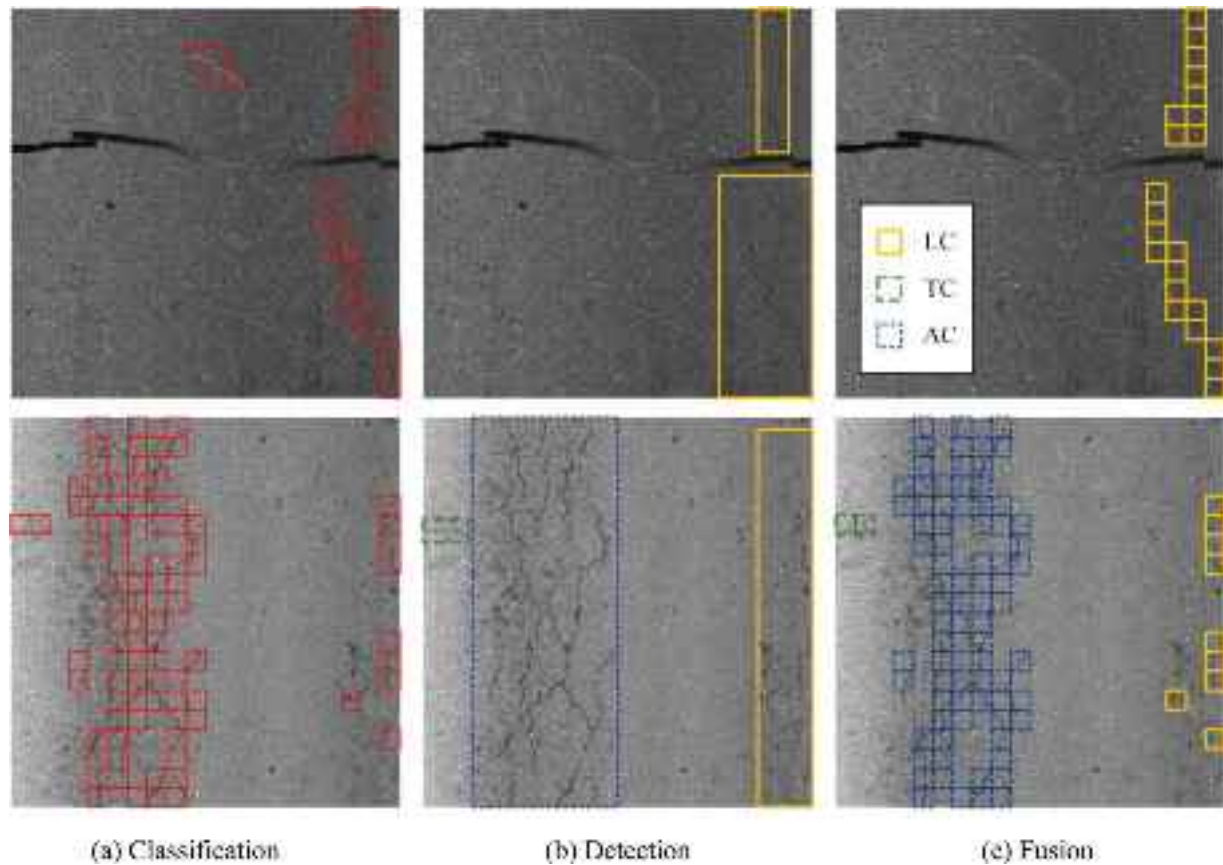 LC
TC
AC
(a) Classification
(b) Detection
(c) Fusion